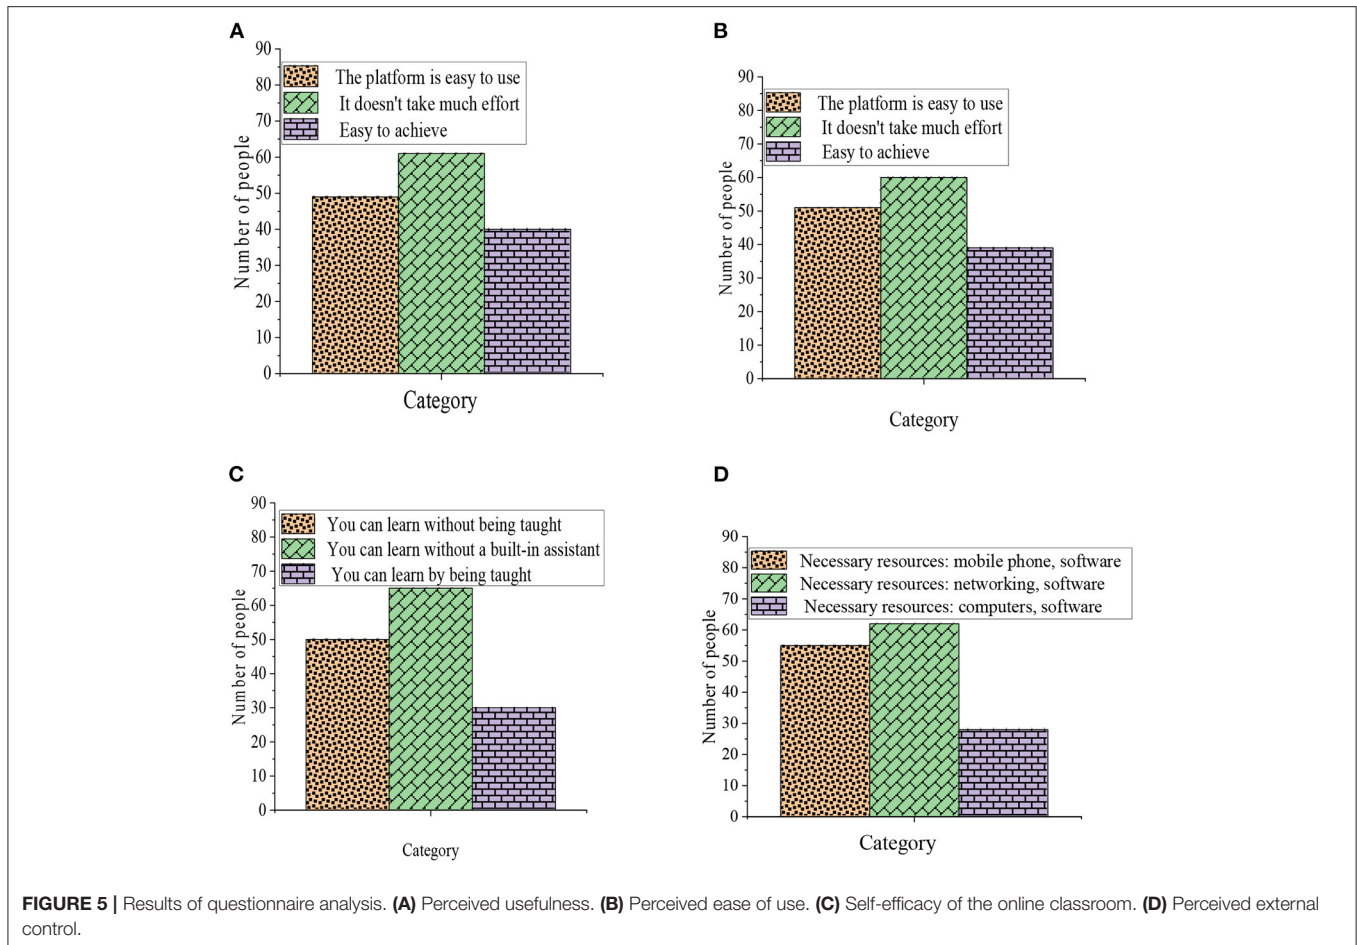 A
90
80
70
60
50
40
30
20
10
0
Number of people
The platform is easy to use
It doesn't take much effort
Easy to achieve
Category
B
90
80
70
60
50
40
30
20
10
0
Number of people
The platform is easy to use
It doesn't take much effort
Easy to achieve
Category
C
90
80
70
60
50
40
30
20
10
0
Number of people
You can learn without being taught
You can learn without a built-in assistant
You can learn by being taught
Category
D
90
80
70
60
50
40
30
20
10
0
Number of people
Necessary resources: mobile phone, software
Necessary resources: networking, software
Necessary resources: computers, software
Category
FIGURE 5 | Results of questionnaire analysis. (A) Perceived usefulness. (B) Perceived ease of use. (C) Self-efficacy of the online classroom. (D) Perceived external
control.